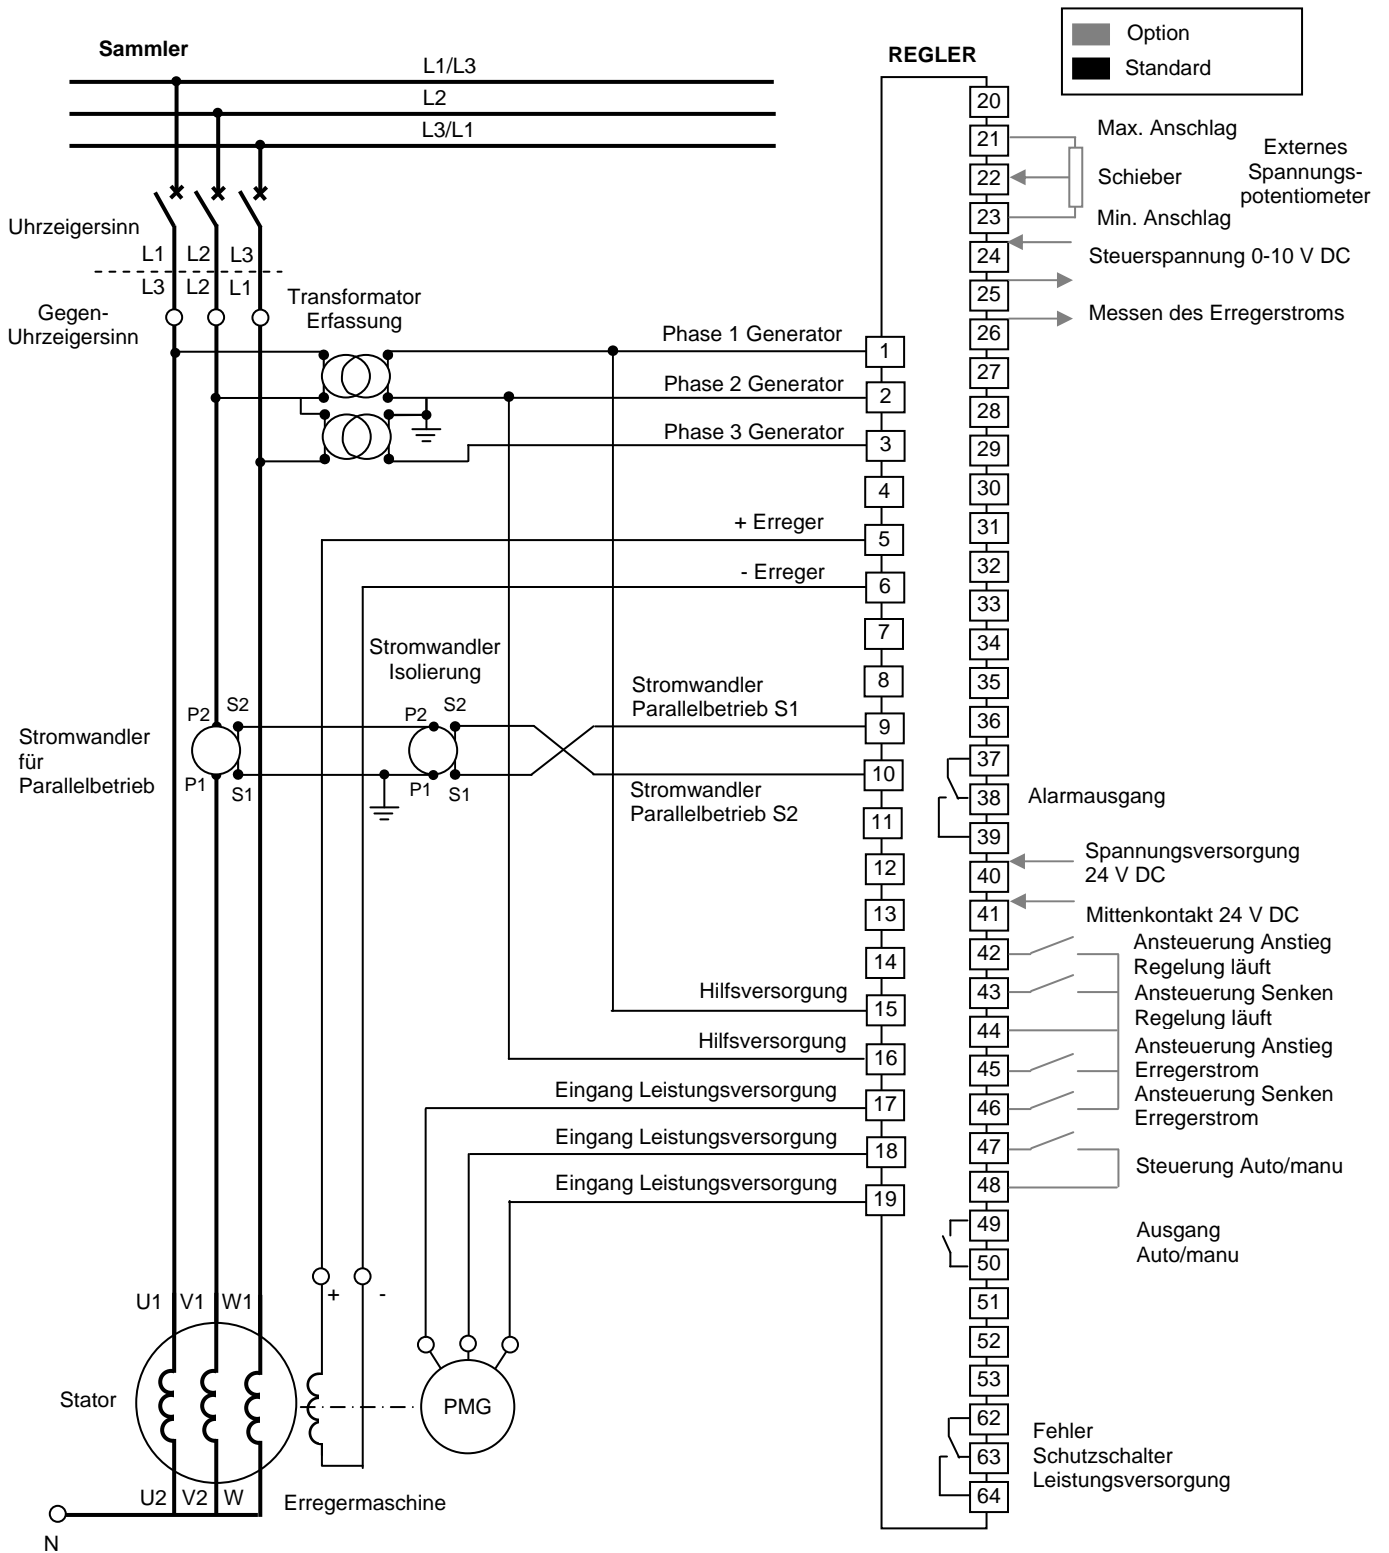 Option
Standard
Sammler
REGLER
L1/L3
L2
L3/L1
Uhrzeigersinn
L1 L2 L3
L3 L2 L1
Gegen-
Uhrzeigersinn
Transformator
Erfassung
Phase 1 Generator
Phase 2 Generator
Phase 3 Generator
+ Erreger
- Erreger
Stromwandler
Isolierung
Stromwandler
Parallelbetrieb S1
Stromwandler
Parallelbetrieb S2
Stromwandler
für
Parallelbetrieb
P2 S2
P1 S1
P2 S2
P1 S1
Hilfsversorgung
Hilfsversorgung
Eingang Leistungsversorgung
Eingang Leistungsversorgung
Eingang Leistungsversorgung
+ -
U1 V1 W1
Stator
PMG
U2 V2 W
Erregermaschine
N
1
2
3
4
5
6
7
8
9
10
11
12
13
14
15
16
17
18
19
20
21
22
23
24
25
26
27
28
29
30
31
32
33
34
35
36
37
38
39
40
41
42
43
44
45
46
47
48
49
50
51
52
53
62
63
64
Max. Anschlag
Schieber
Min. Anschlag
Externes
Spannungs-
potentiometer
Steuerspannung 0-10 V DC
Messen des Erregerstroms
Alarmausgang
Spannungsversorgung
24 V DC
Mittenkontakt 24 V DC
Ansteuerung Anstieg
Regelung läuft
Ansteuerung Senken
Regelung läuft
Ansteuerung Anstieg
Erregerstrom
Ansteuerung Senken
Erregerstrom
Steuerung Auto/manu
Ausgang
Auto/manu
Fehler
Schutzschalter
Leistungsversorgung